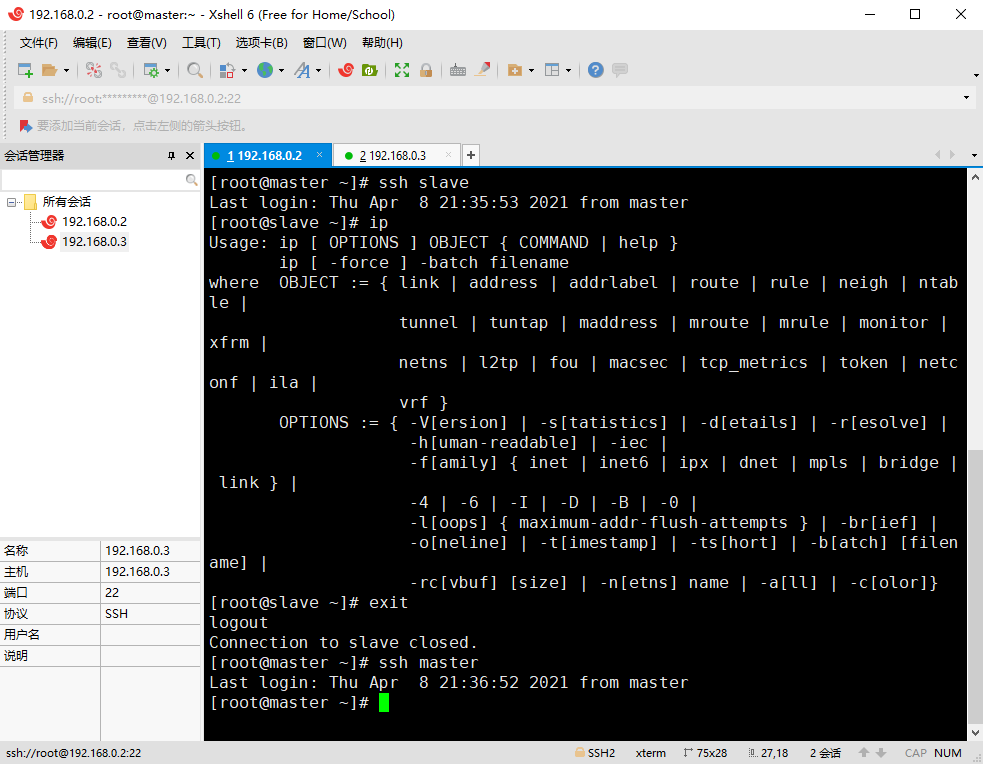 192.168.0.2 - root@master:~ - Xshell 6 (Free for Home/School)
文件(F) 编辑(E) 查看(V) 工具(T) 选项卡(B) 窗口(W) 帮助(H)
ssh://root:*********@192.168.0.2:22
要添加当前会话，点击左侧的箭头按钮。
会话管理器
所有会话
192.168.0.2
192.168.0.3
名称 192.168.0.3
主机 192.168.0.3
端口 22
协议 SSH
用户名
说明
1 192.168.0.2 2 192.168.0.3
[root@master ~]# ssh slave
Last login: Thu Apr  8 21:35:53 2021 from master
[root@slave ~]# ip
Usage: ip [ OPTIONS ] OBJECT { COMMAND | help }
       ip [ -force ] -batch filename
where  OBJECT := { link | address | addrlabel | route | rule | neigh | ntab
le |
                   tunnel | tuntap | maddress | mroute | mrule | monitor |
xfrm |
                   netns | l2tp | fou | macsec | tcp_metrics | token | netc
onf | ila |
                   vrf }
       OPTIONS := { -V[ersion] | -s[tatistics] | -d[etails] | -r[esolve] |
                    -h[uman-readable] | -iec |
                    -f[amily] { inet | inet6 | ipx | dnet | mpls | bridge |
 link } |
                    -4 | -6 | -I | -D | -B | -0 |
                    -l[oops] { maximum-addr-flush-attempts } | -br[ief] |
                    -o[neline] | -t[imestamp] | -ts[hort] | -b[atch] [filen
ame] |
                    -rc[vbuf] [size] | -n[etns] name | -a[ll] | -c[olor]}
[root@slave ~]# exit
logout
Connection to slave closed.
[root@master ~]# ssh master
Last login: Thu Apr  8 21:36:52 2021 from master
[root@master ~]#
ssh://root@192.168.0.2:22 SSH2 xterm 75x28 27,18 2 会话 CAP NUM